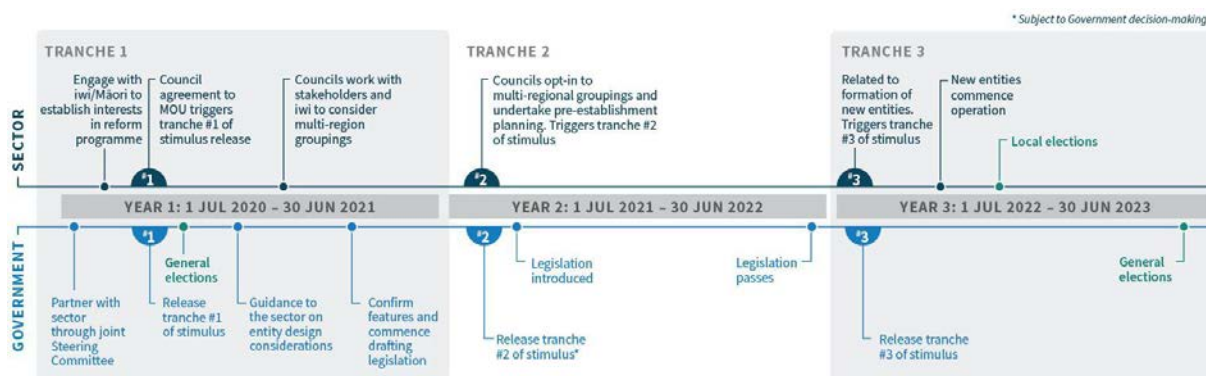 * Subject to Government decision-making
TRANCHE 1
TRANCHE 2
TRANCHE 3
SECTOR
Engage with
iwi/Māori to
establish interests
in reform
programme
Council
agreement to
MOU triggers
tranche #1 of
stimulus release
Councils work with
stakeholders and
iwi to consider
multi-region
groupings
Councils opt-in to
multi-regional groupings and
undertake pre-establishment
planning. Triggers tranche #2
of stimulus
Related to
formation of
new entities.
Triggers tranche
#3 of stimulus
New entities
commence
operation
Local elections
#1
#2
#3
YEAR 1: 1 JUL 2020 – 30 JUN 2021
YEAR 2: 1 JUL 2021 – 30 JUN 2022
YEAR 3: 1 JUL 2022 – 30 JUN 2023
GOVERNMENT
#1
#2
#3
Partner with
sector
through joint
Steering
Committee
Release
tranche #1
of stimulus
General
elections
Guidance to
the sector on
entity design
considerations
Confirm
features and
commence
drafting
legislation
Release tranche
#2 of stimulus*
Legislation
introduced
Legislation
passes
Release tranche
#3 of stimulus
General
elections